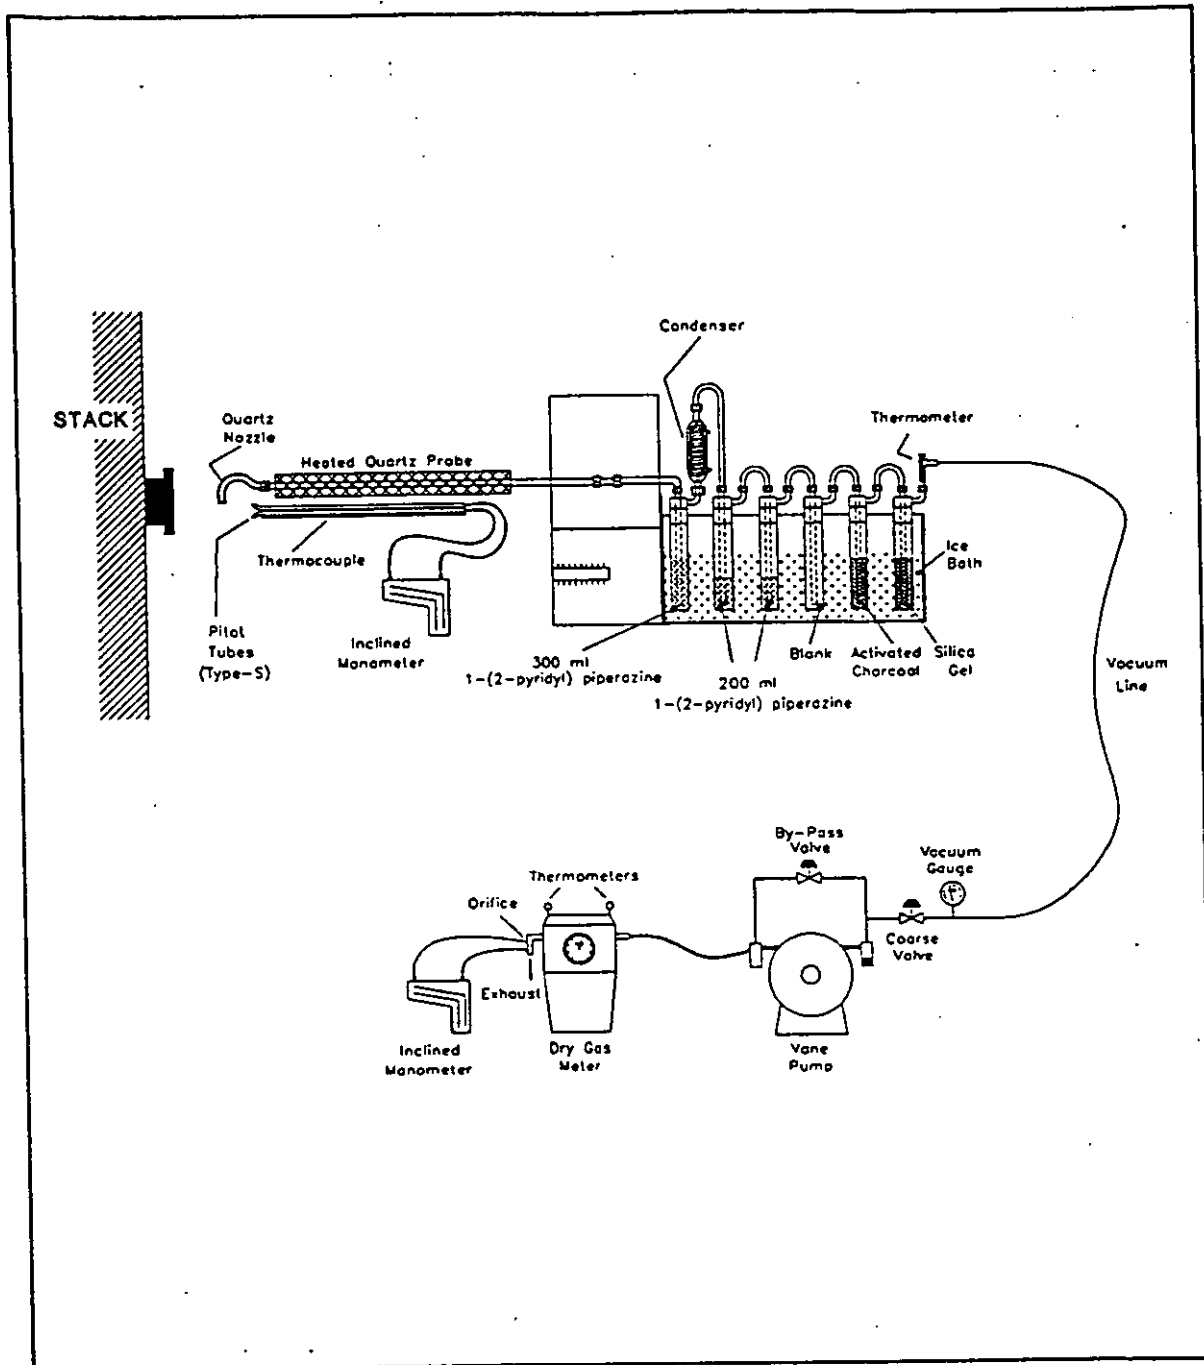 Condenser
STACK
Quartz
Nozzle
Thermometer
Heated Quartz Probe
Thermocouple
Ice
Bath
Pitot
Tubes
(Type-S)
Inclined
Manometer
300 ml
1-(2-pyridyl) piperazine
200 ml
1-(2-pyridyl) piperazine
Blank
Activated
Charcoal
Silica
Gel
Vacuum
Line
By-Pass
Valve
Vacuum
Gauge
Thermometers
Orifice
Coarse
Valve
Exhaust
Inclined
Manometer
Dry Gas
Meter
Vane
Pump